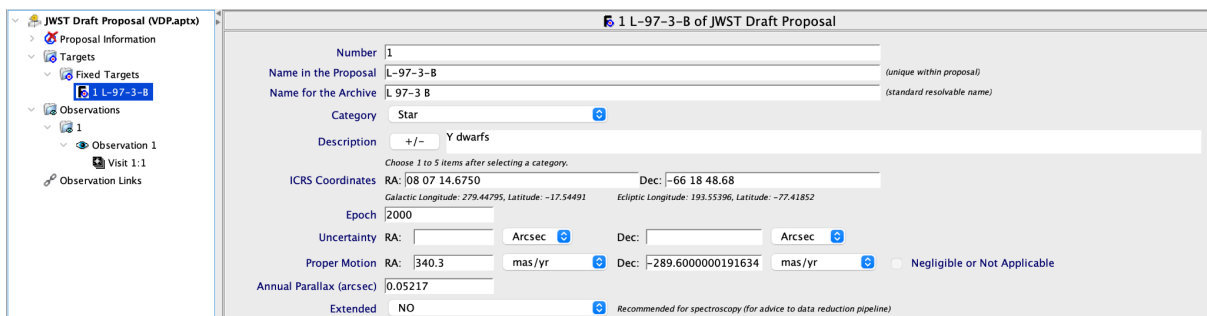 JWST Draft Proposal (VDP.aptx)
Proposal Information
Targets
Fixed Targets
1 L-97-3-B
Observations
1
Observation 1
Visit 1:1
Observation Links
1 L-97-3-B of JWST Draft Proposal
Number 1
Name in the Proposal L-97-3-B (unique within proposal)
Name for the Archive L 97-3 B (standard resolvable name)
Category Star
Description +/- Y dwarfs
Choose 1 to 5 items after selecting a category.
ICRS Coordinates RA: 08 07 14.6750 Dec: -66 18 48.68
Galactic Longitude: 279.44795, Latitude: -17.54491 Ecliptic Longitude: 193.55396, Latitude: -77.41852
Epoch 2000
Uncertainty RA: Arcsec Dec: Arcsec
Proper Motion RA: 340.3 mas/yr Dec: -289.6000000191634 mas/yr Negligible or Not Applicable
Annual Parallax (arcsec) 0.05217
Extended NO Recommended for spectroscopy (for advice to data reduction pipeline)